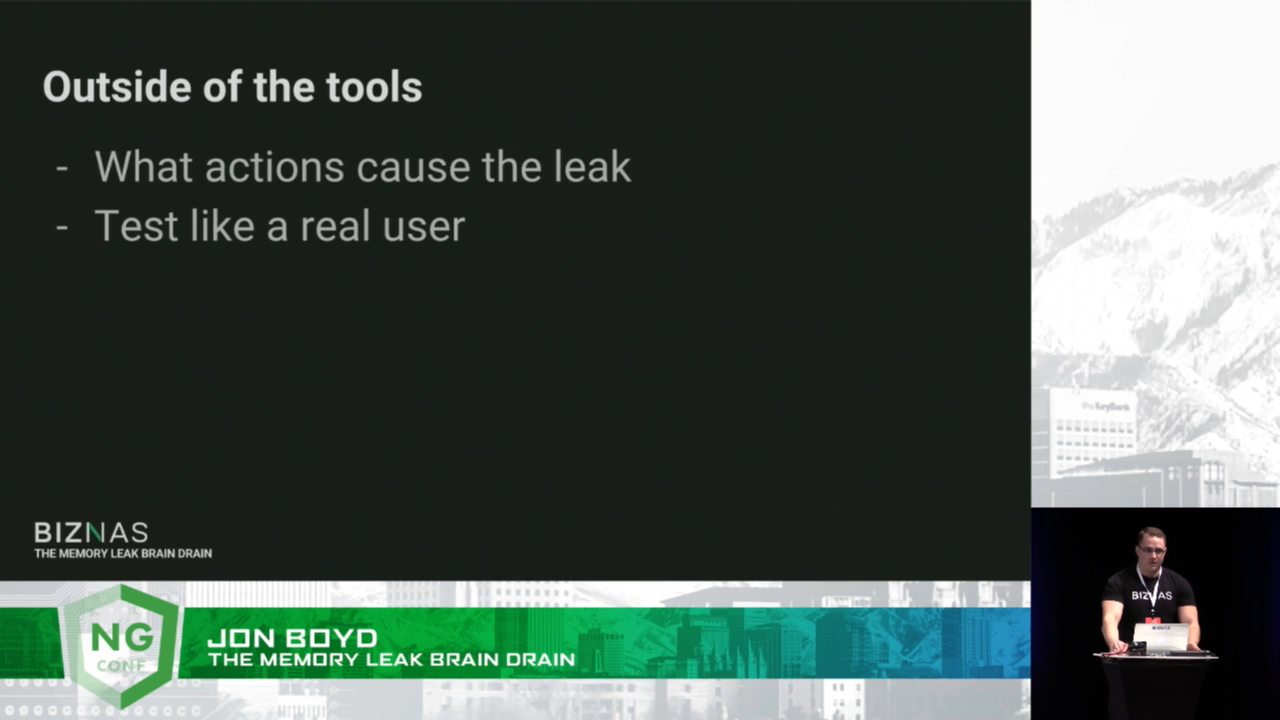 Outside of the tools
- What actions cause the leak
- Test like a real user
BIZNAS
THE MEMORY LEAK BRAIN DRAIN
NG
CONF
JON BOYD
THE MEMORY LEAK BRAIN DRAIN
KeyBank
BIZNAS
BIZNAS